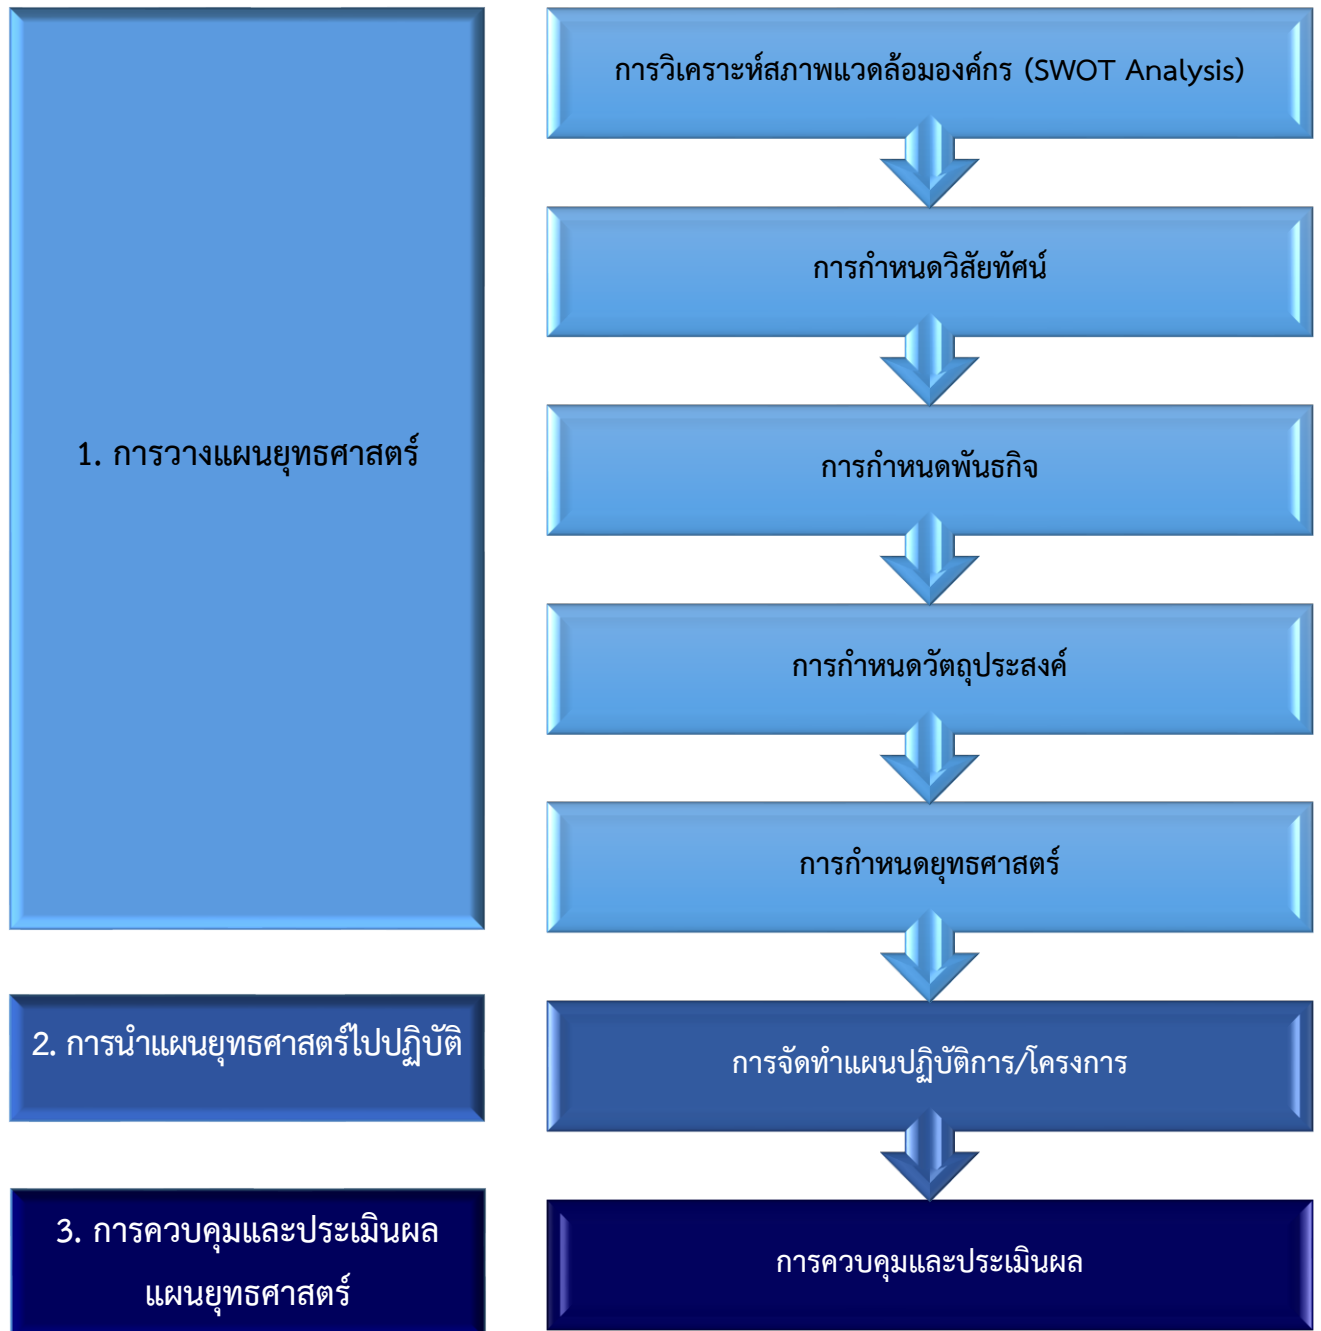 การวิเคราะห์สภาพแวดล้อมองค์กร (SWOT Analysis)
การกำหนดวิสัยทัศน์
1. การวางแผนยุทธศาสตร์
การกำหนดพันธกิจ
การกำหนดวัตถุประสงค์
การกำหนดยุทธศาสตร์
2. การนำแผนยุทธศาสตร์ไปปฏิบัติ
การจัดทำแผนปฏิบัติการ/โครงการ
3. การควบคุมและประเมินผล
แผนยุทธศาสตร์
การควบคุมและประเมินผล